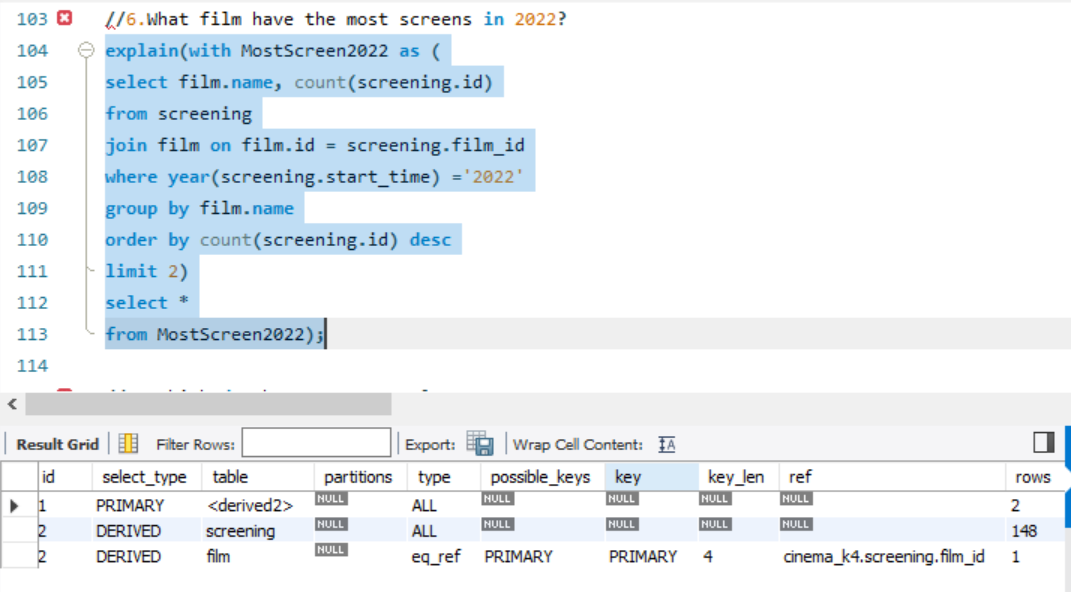 103 //6.What film have the most screens in 2022?
104 explain(with MostScreen2022 as (
105 select film.name, count(screening.id)
106 from screening
107 join film on film.id = screening.film_id
108 where year(screening.start_time) ='2022'
109 group by film.name
110 order by count(screening.id) desc
111 limit 2)
112 select *
113 from MostScreen2022);
114
Result Grid Filter Rows: Export: Wrap Cell Content: IA
id select_type table partitions type possible_keys key key_len ref rows
1 PRIMARY <derived2> NULL ALL NULL NULL NULL NULL 2
2 DERIVED screening NULL ALL NULL NULL NULL NULL 148
2 DERIVED film NULL eq_ref PRIMARY PRIMARY 4 cinema_k4.screening.film_id 1